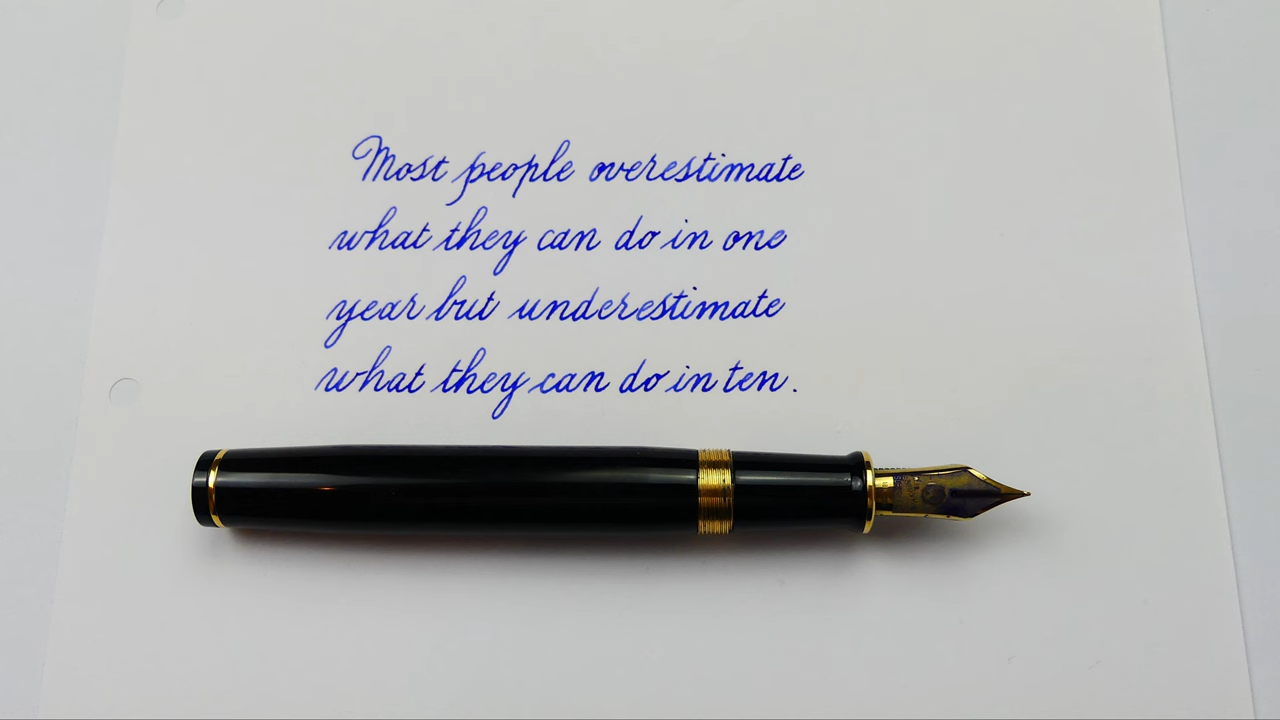 Most people overestimate
what they can do in one
year but underestimate
what they can do in ten.